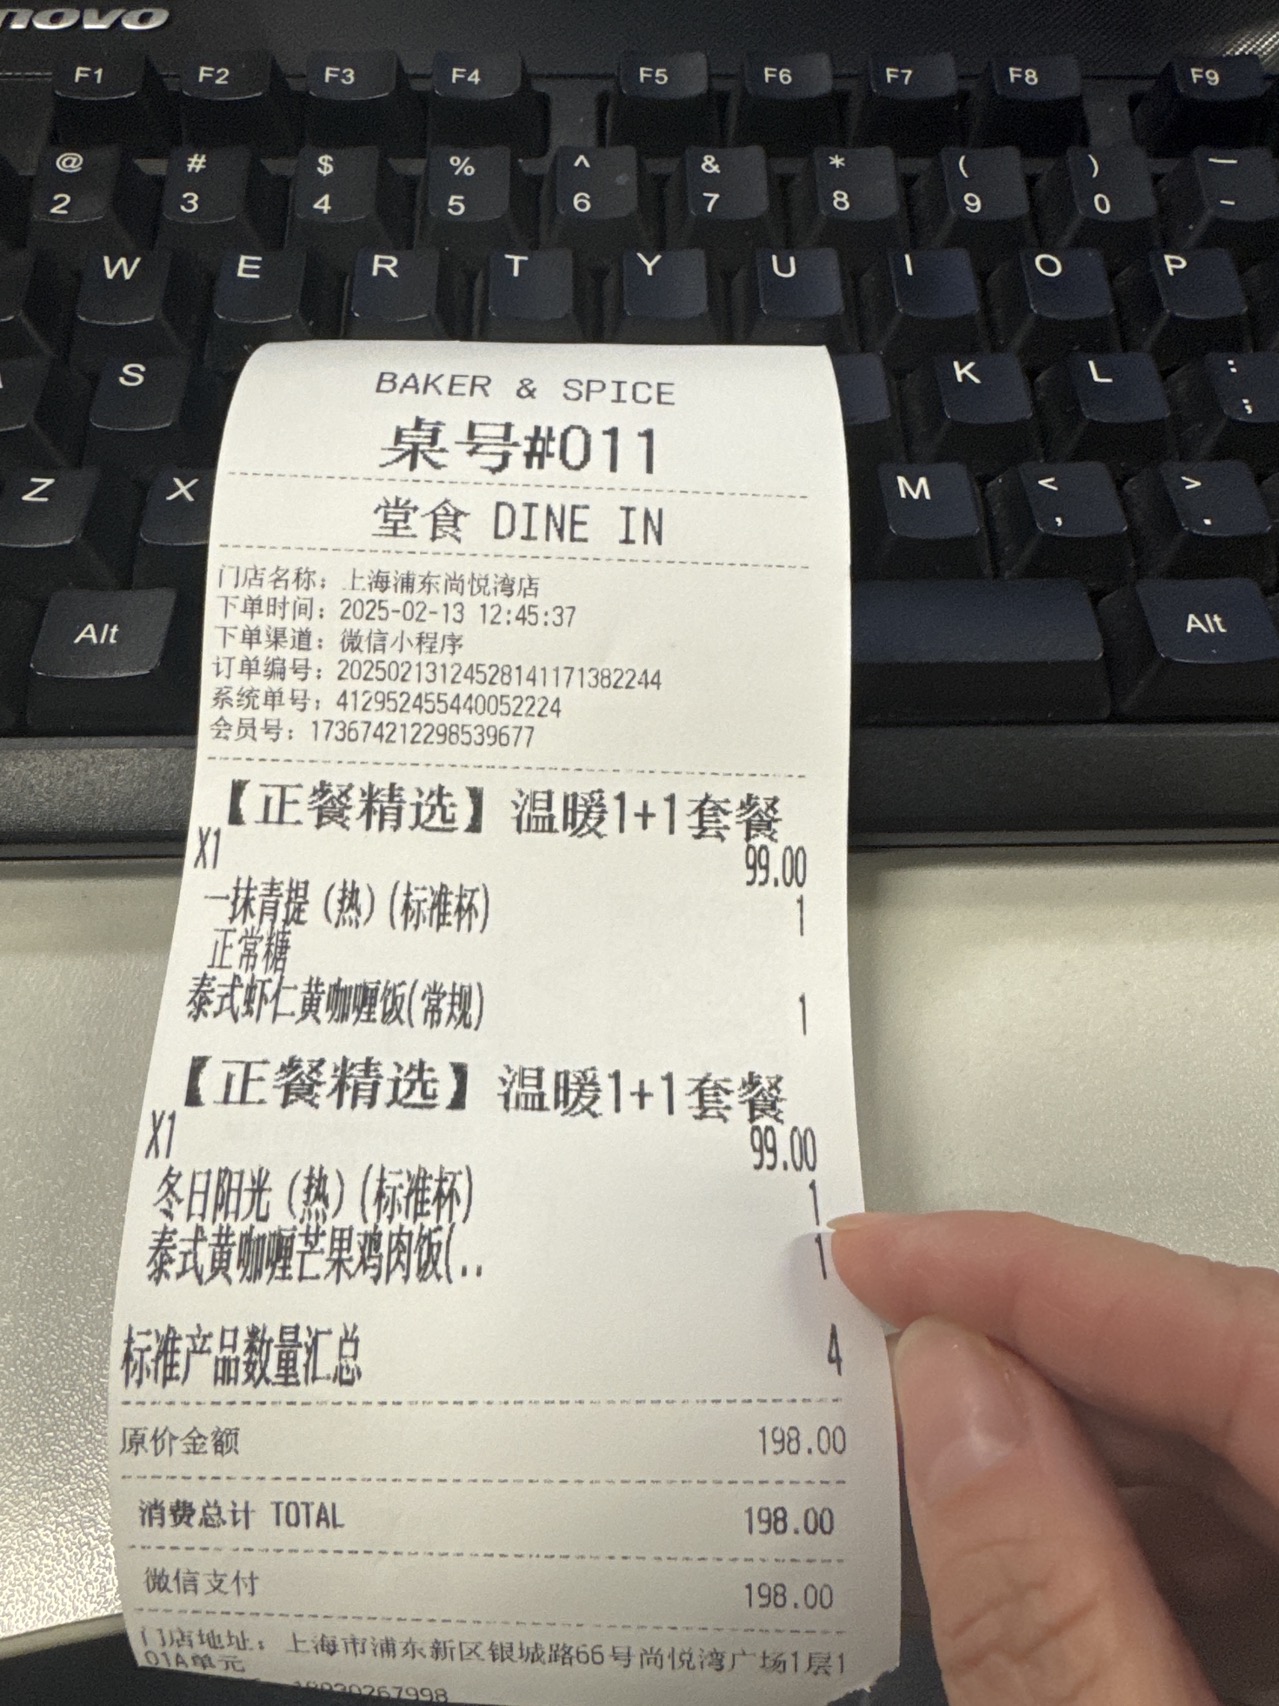 novo
F1 F2 F3 F4 F5 F6 F7 F8 F9
@ # $ % ^ & * ( ) —
2 3 4 5 6 7 8 9 0 -
W E R T Y U I O P
S K L : ;
Z X M < , > .
Alt Alt
BAKER & SPICE
桌号#011
堂食 DINE IN
门店名称：上海浦东尚悦湾店
下单时间：2025-02-13 12:45:37
下单渠道：微信小程序
订单编号：20250213124528141171382244
系统单号：412952455440052224
会员号：173674212298539677
【正餐精选】温暖1+1套餐
X1 99.00
一抹青提（热）(标准杯) 1
正常糖
泰式虾仁黄咖喱饭(常规) 1
【正餐精选】温暖1+1套餐
X1 99.00
冬日阳光（热）(标准杯) 1
泰式黄咖喱芒果鸡肉饭(.. 1
标准产品数量汇总 4
原价金额 198.00
消费总计 TOTAL 198.00
微信支付 198.00
门店地址：上海市浦东新区银城路66号尚悦湾广场1层1
01A单元